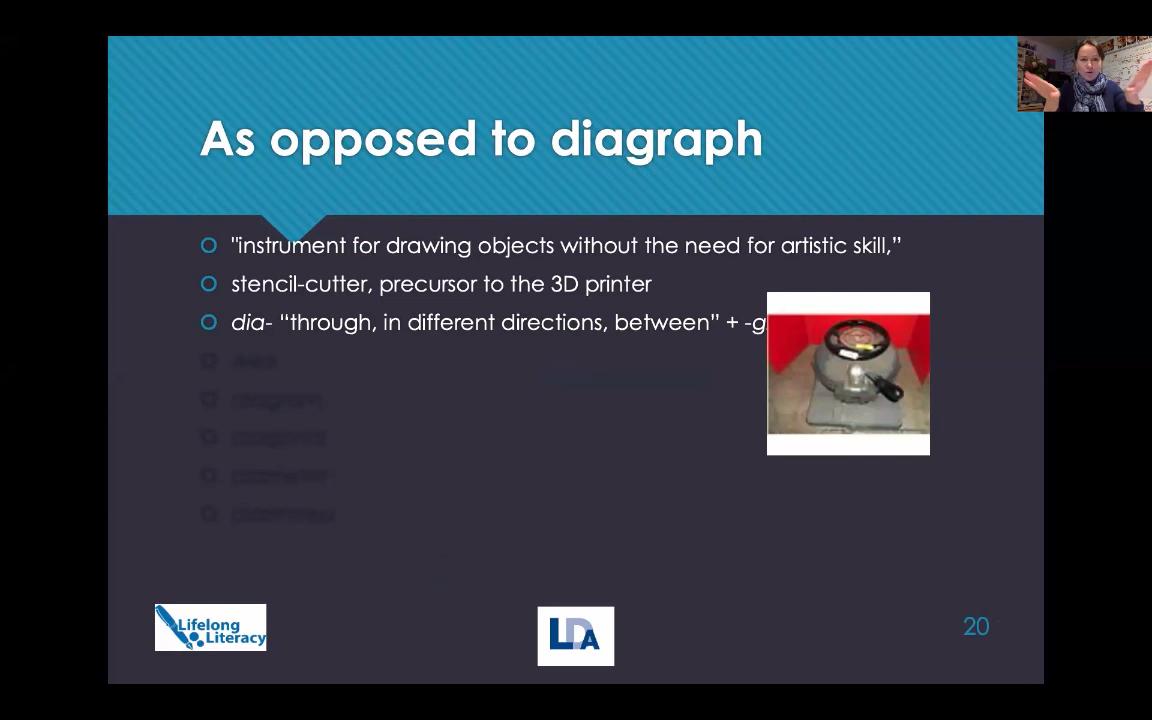 As opposed to diagraph
"instrument for drawing objects without the need for artistic skill,”
stencil-cutter, precursor to the 3D printer
dia- “through, in different directions, between” + -g
Lifelong
Literacy
LDA
20